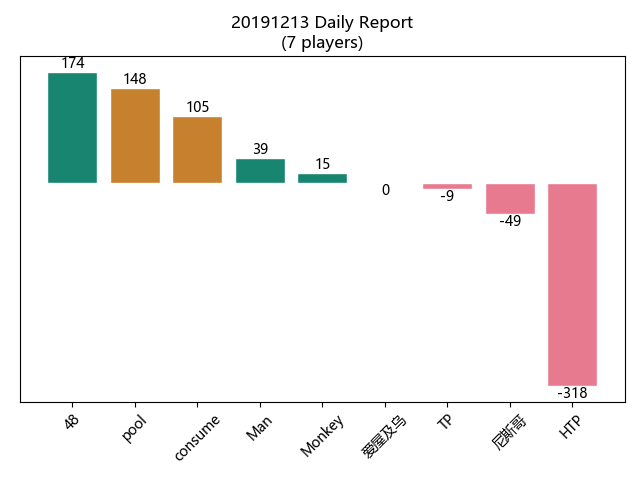 20191213 Daily Report
(7 players)
174
148
105
39
15
0
-9
-49
-318
48
pool
consume
Man
Monkey
爱屋及乌
TP
尼斯哥
HTP